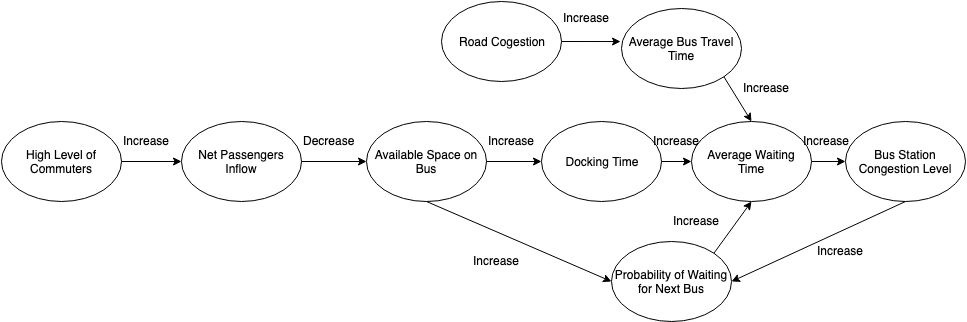 Increase
Road Cogestion
Average Bus Travel
Time
Increase
High Level of
Commuters
Increase
Net Passengers
Inflow
Decrease
Available Space on
Bus
Increase
Docking Time
Increase
Average Waiting
Time
Increase
Bus Station
Congestion Level
Increase
Increase
Increase
Probability of Waiting
for Next Bus